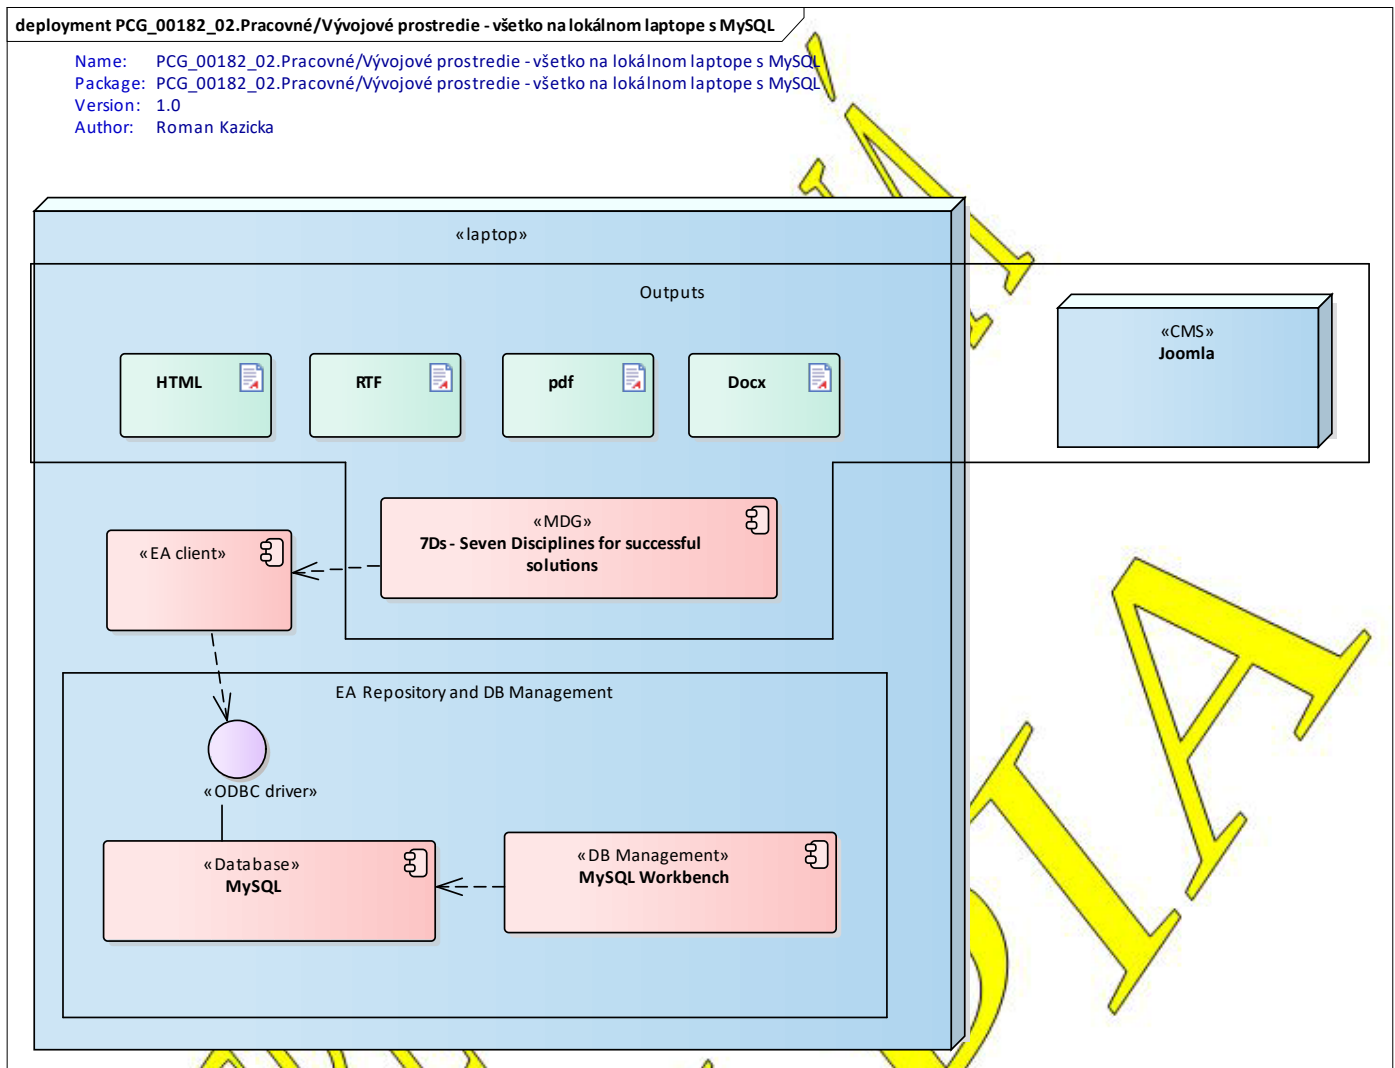 deployment PCG_00182_02.Pracovné/Vývojové prostredie - všetko na lokálnom laptope s MySQL
Name: PCG_00182_02.Pracovné/Vývojové prostredie - všetko na lokálnom laptope s MySQL
Package: PCG_00182_02.Pracovné/Vývojové prostredie - všetko na lokálnom laptope s MySQL
Version: 1.0
Author: Roman Kazicka
«laptop»
Outputs
«CMS»
Joomla
HTML
RTF
pdf
Docx
«MDG»
7Ds - Seven Disciplines for successful
solutions
«EA client»
EA Repository and DB Management
«ODBC driver»
«Database»
MySQL
«DB Management»
MySQL Workbench